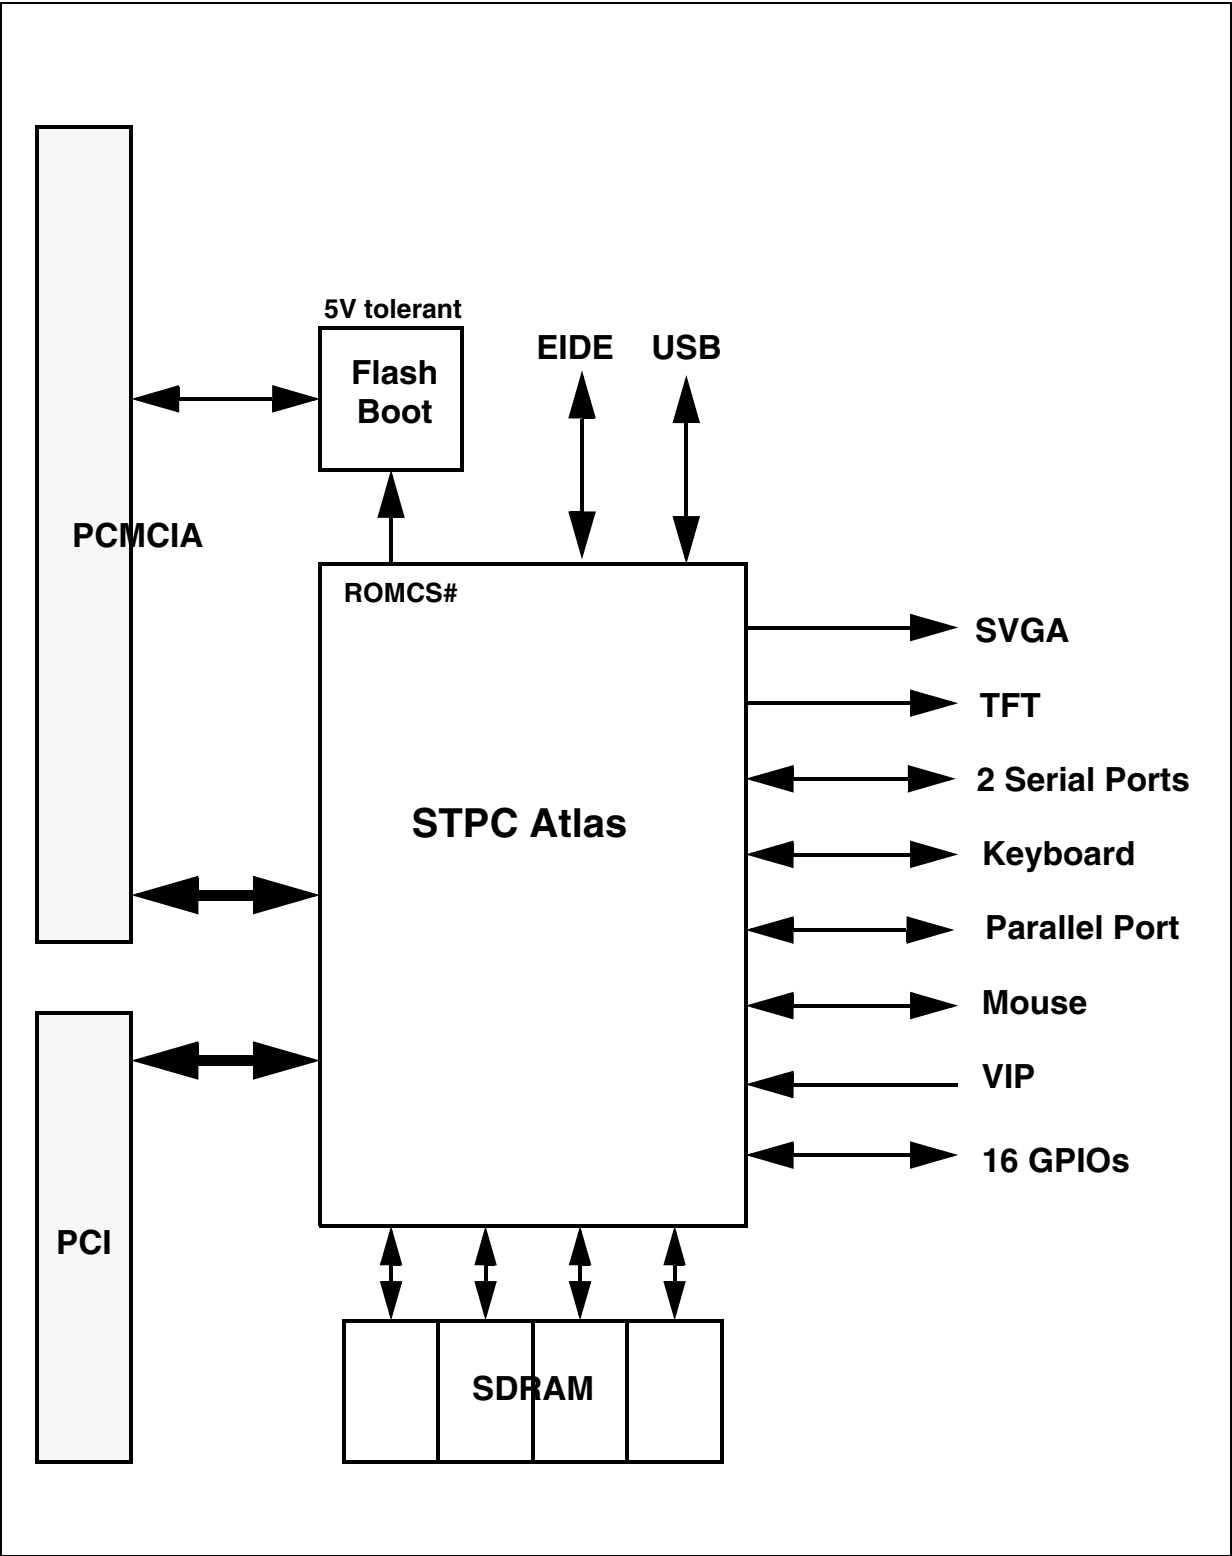 5V tolerant
Flash
Boot
EIDE
USB
PCMCIA
ROMCS#
SVGA
TFT
2 Serial Ports
STPC Atlas
Keyboard
Parallel Port
Mouse
VIP
16 GPIOs
PCI
SDRAM